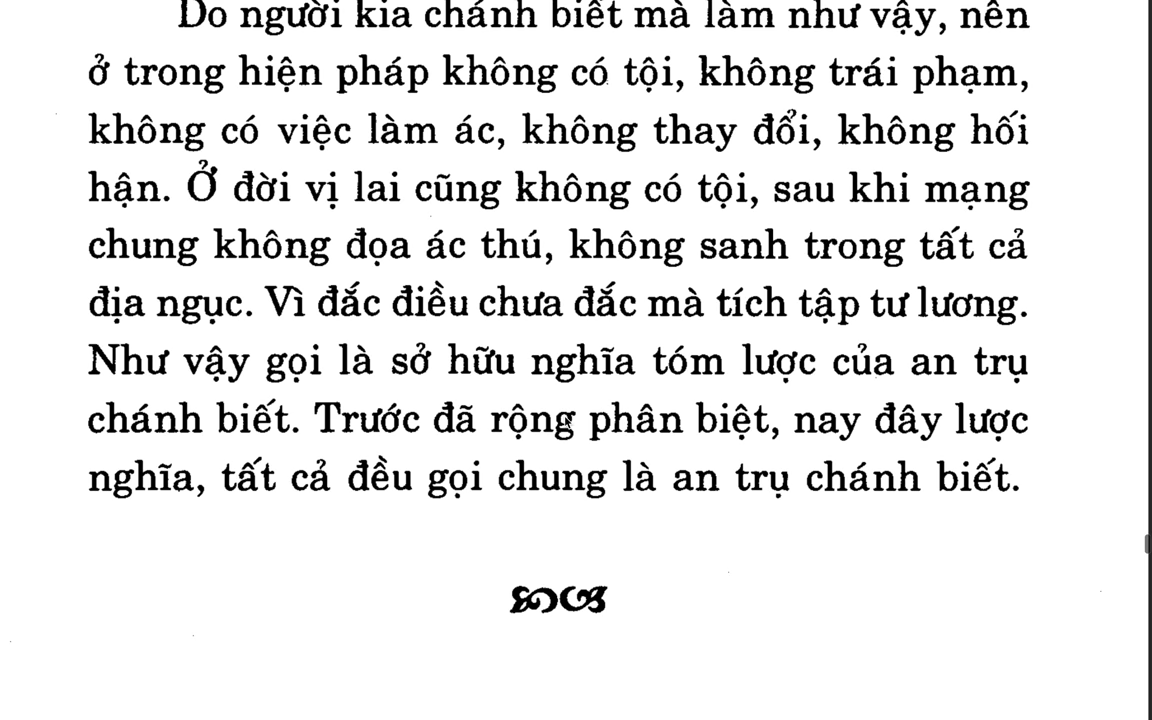 Do người kia chánh biết mà làm như vậy, nên
ở trong hiện pháp không có tội, không trái phạm,
không có việc làm ác, không thay đổi, không hối
hận. Ở đời vị lai cũng không có tội, sau khi mạng
chung không đọa ác thú, không sanh trong tất cả
địa ngục. Vì đắc điều chưa đắc mà tích tập tư lương.
Như vậy gọi là sở hữu nghĩa tóm lược của an trụ
chánh biết. Trước đã rộng phân biệt, nay đây lược
nghĩa, tất cả đều gọi chung là an trụ chánh biết.